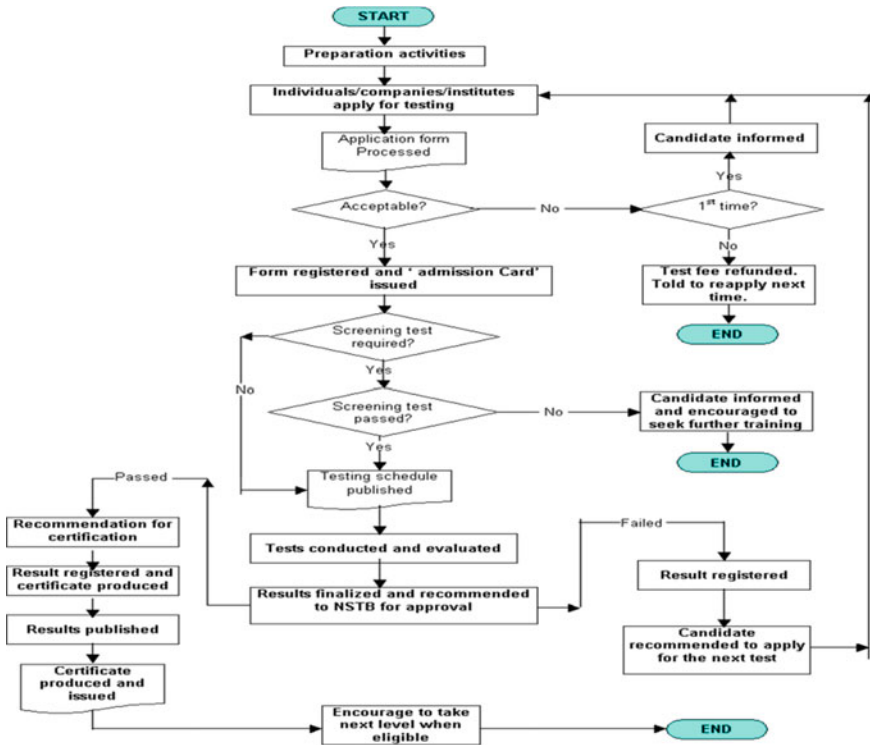 START
Preparation activities
Individuals/companies/institutes
apply for testing
Application form
Processed
Candidate informed
Yes
Acceptable?
No
1st time?
Yes
No
Form registered and ‘ admission Card’
issued
Test fee refunded.
Told to reapply next
time.
END
Screening test
required?
Yes
No
Screening test
passed?
No
Candidate informed
and encouraged to
seek further training
END
Yes
Testing schedule
published
Passed
Recommendation for
certification
Tests conducted and evaluated
Failed
Result registered and
certificate produced
Results finalized and recommended
to NSTB for approval
Result registered
Results published
Candidate
recommended to apply
for the next test
Certificate
produced and
issued
Encourage to take
next level when
eligible
END